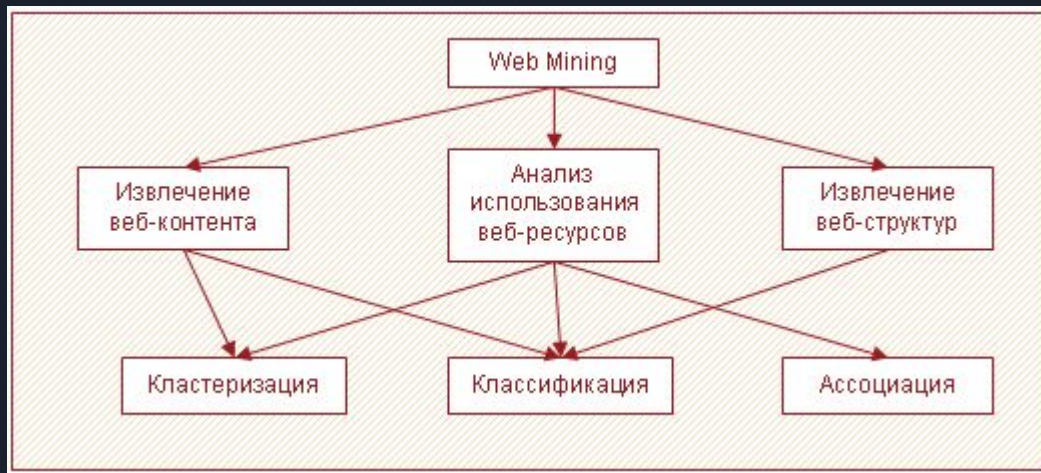 Web Mining
Извлечение
веб-контента
Анализ
использования
веб-ресурсов
Извлечение
веб-структур
Кластеризация
Классификация
Ассоциация